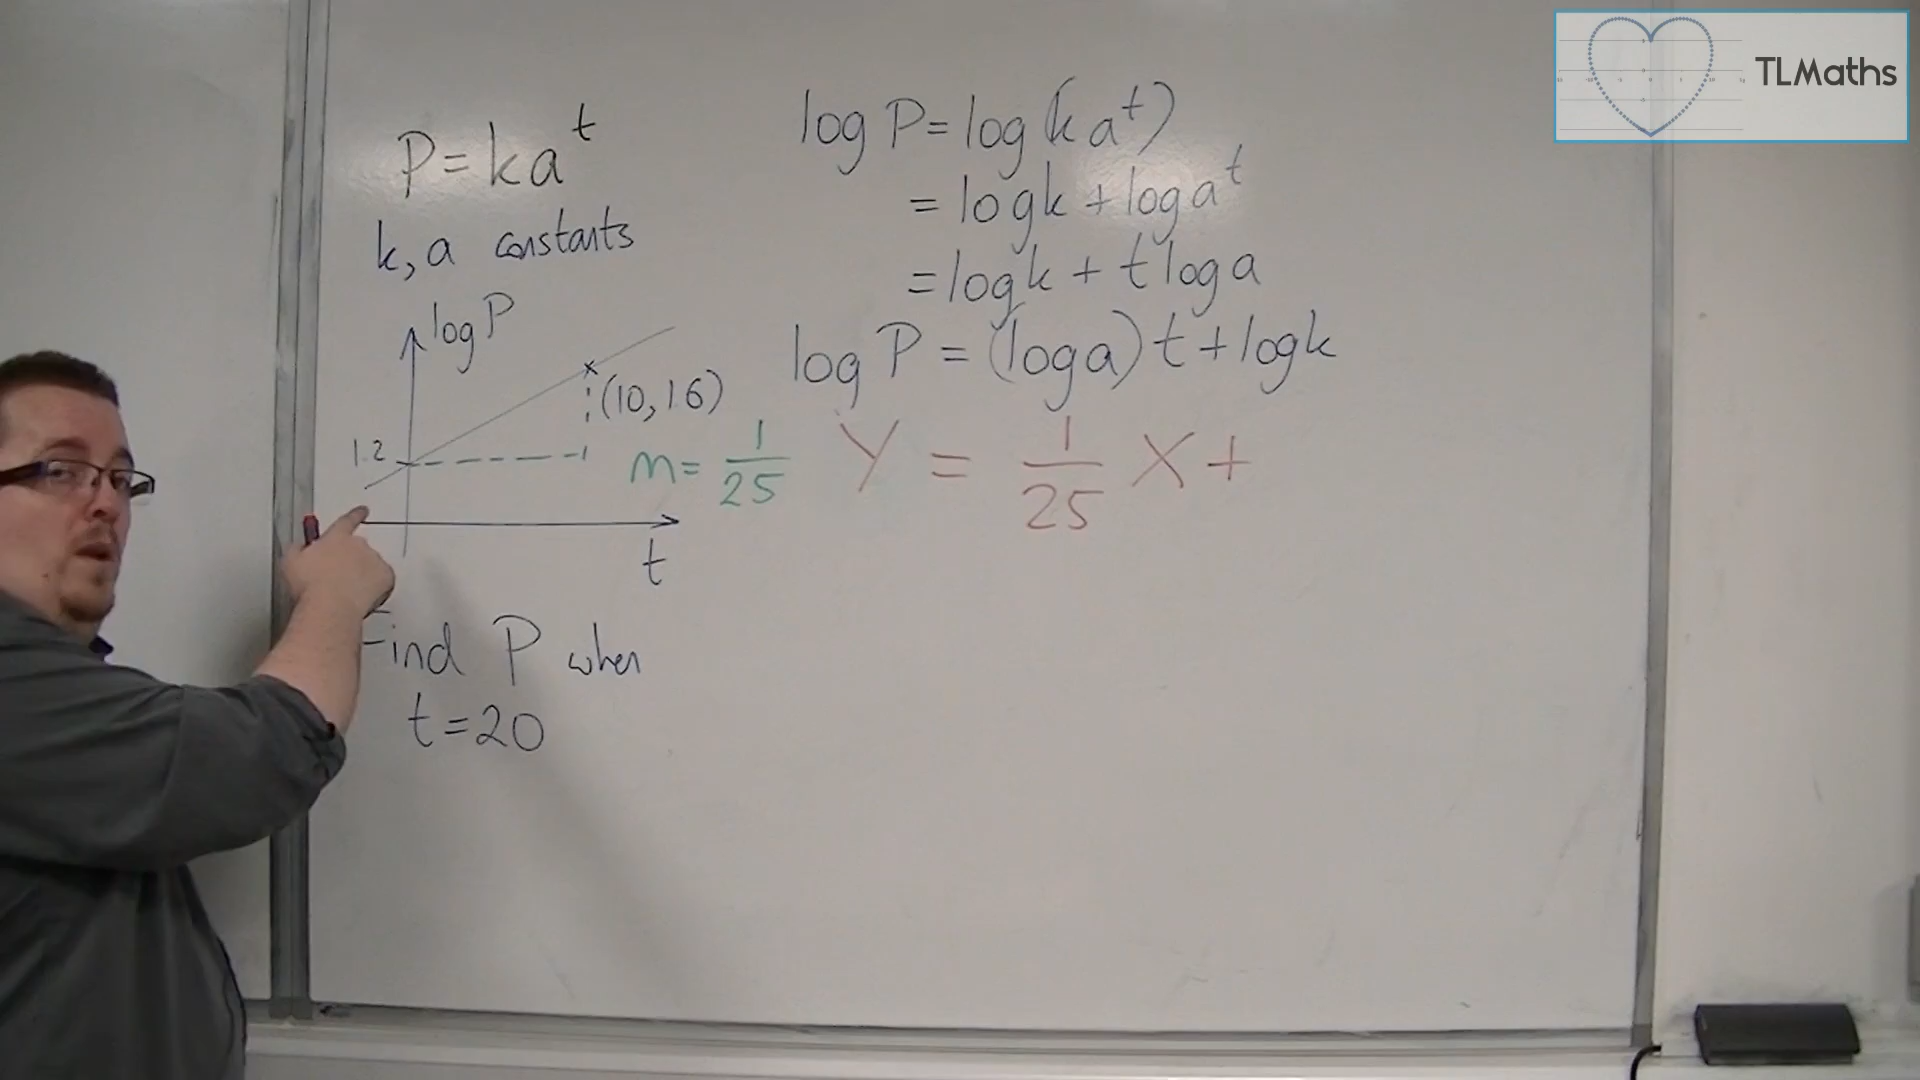 TLMaths
P = ka^t
k, a constants
log P
(10, 1.6)
1.2
t
m = 1/25
Find P when
t = 20
log P = log(ka^t)
= log k + log a^t
= log k + t log a
log P = (log a) t + log k
Y = 1/25 X +